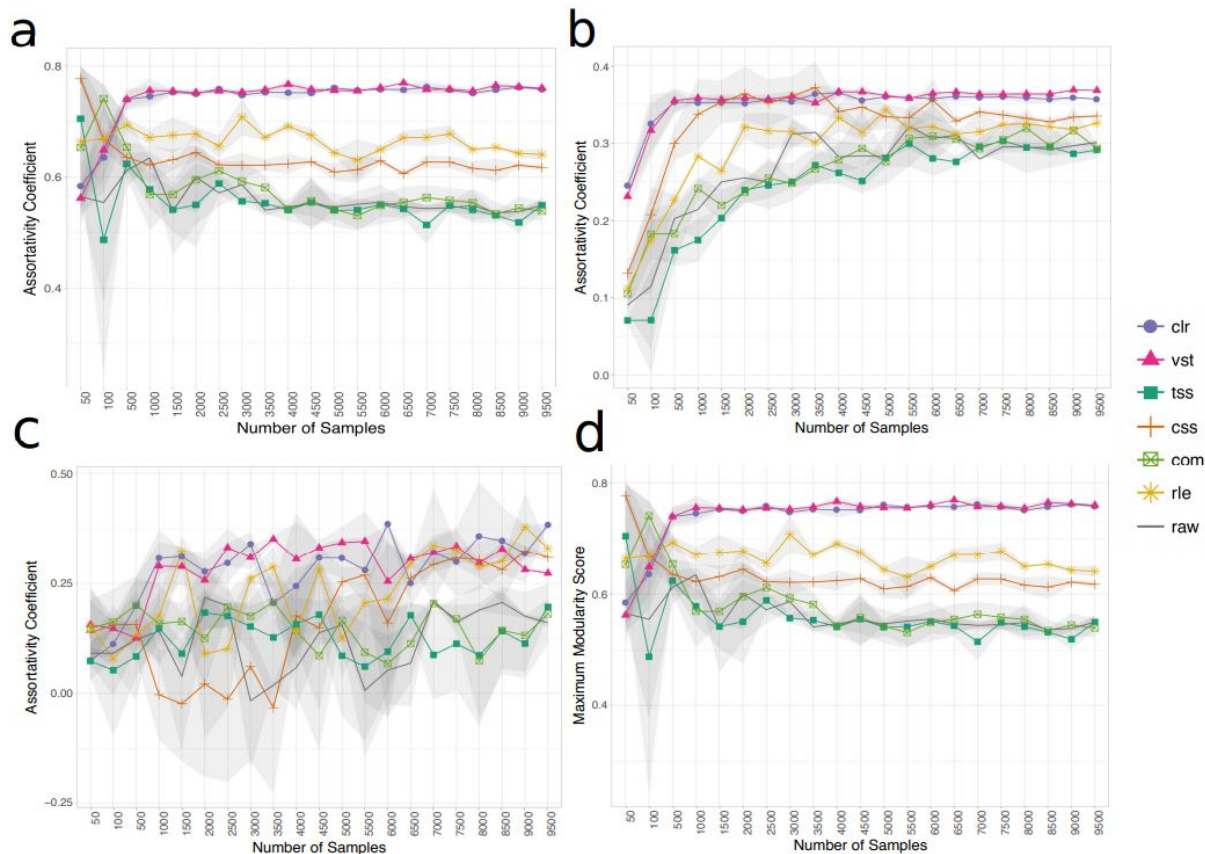 a
Assortativity Coefficient
0.8
0.6
0.4
50 100 500 1000 1500 2000 2500 3000 3500 4000 4500 5000 5500 6000 6500 7000 7500 8000 8500 9000 9500
Number of Samples
b
Assortativity Coefficient
0.4
0.3
0.2
0.1
0.0
50 100 500 1000 1500 2000 2500 3000 3500 4000 4500 5000 5500 6000 6500 7000 7500 8000 8500 9000 9500
Number of Samples
c
Assortativity Coefficient
0.50
0.25
0.00
−0.25
50 100 500 1000 1500 2000 2500 3000 3500 4000 4500 5000 5500 6000 6500 7000 7500 8000 8500 9000 9500
Number of Samples
d
Maximum Modularity Score
0.8
0.6
0.4
50 100 500 1000 1500 2000 2500 3000 3500 4000 4500 5000 5500 6000 6500 7000 7500 8000 8500 9000 9500
Number of Samples
clr
vst
tss
css
com
rle
raw